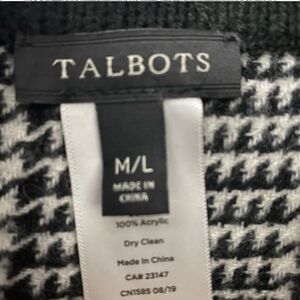 TALBOTS
M/L
MADE IN
CHINA
100% Acrylic
Dry Clean
Made In China
CA# 23147
CN1585 08/19